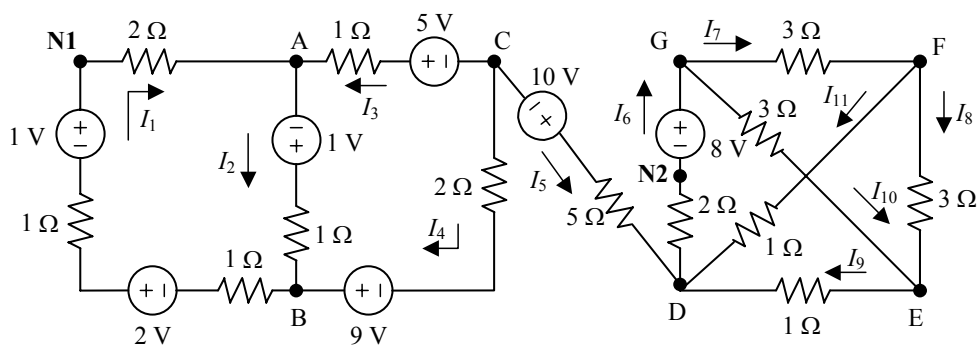 N1 2 Ω A 1 Ω 5 V C 10 V G I7 3 Ω F
1 V + − I1 I3 + − − + I6 3 Ω I11 I8
I2 − + 1 V + − 8 V
2 Ω I5 N2 I10 3 Ω
1 Ω 1 Ω I4 5 Ω 2 Ω 1 Ω I9
1 Ω
+ − 2 V B + − 9 V D 1 Ω E